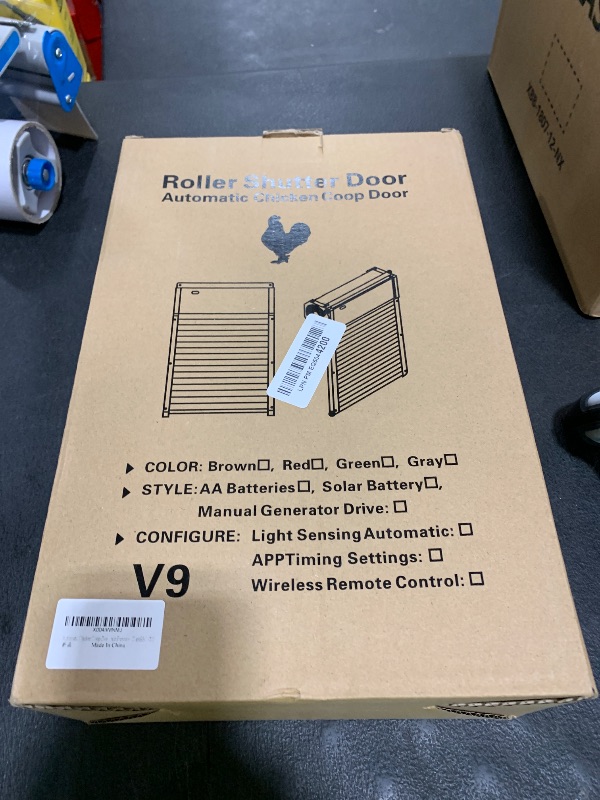 Roller Shutter Door
Automatic Chicken Coop Door
4200
COLOR: Brown☐, Red☐, Green☐, Gray☐
STYLE: AA Batteries☐, Solar Battery☐,
Manual Generator Drive: ☐
CONFIGURE: Light Sensing Automatic: ☐
APPTiming Settings: ☐
Wireless Remote Control: ☐
V9
Made In China